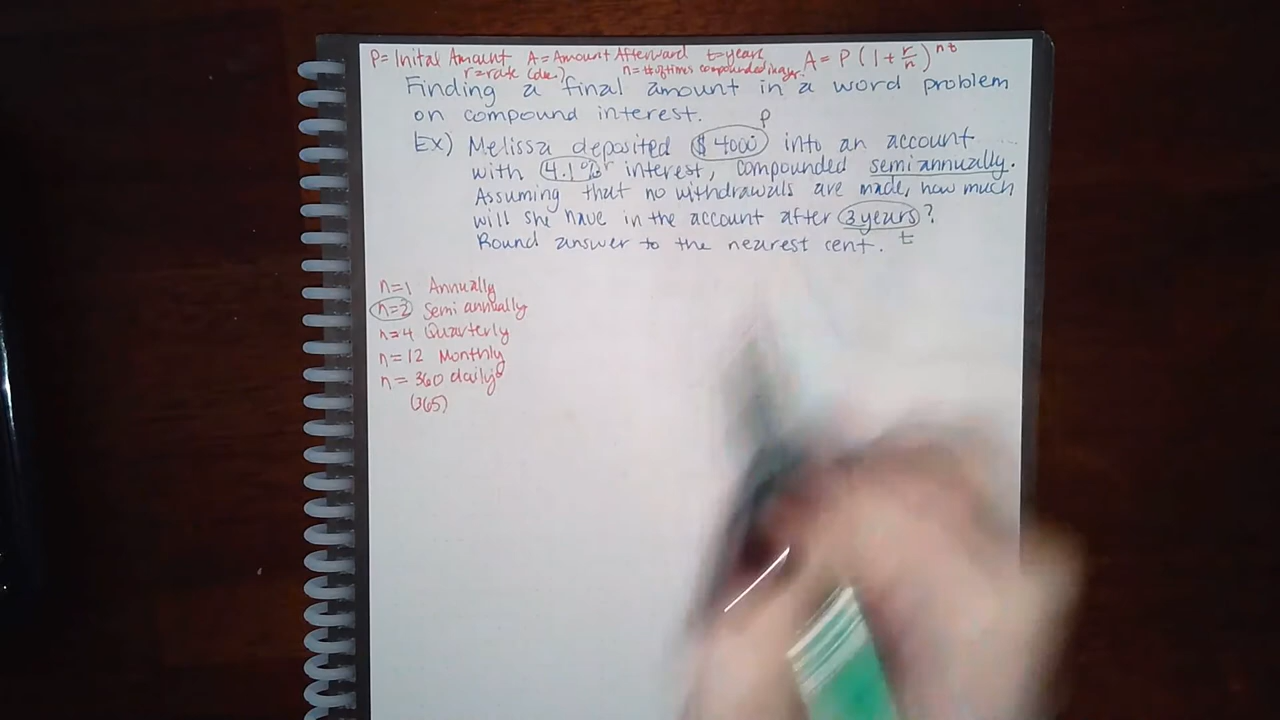 P= Inital Amount A= Amount Afterward t=years A = P(1+r/n)^nt
r=rate (dec) n=# of times compounded in a yr.
Finding a final amount in a word problem
on compound interest.
P
Ex) Melissa deposited $4000 into an account
with 4.1% r interest, compounded semiannually.
Assuming that no withdrawals are made, how much
will she have in the account after 3 years?
Round answer to the nearest cent. t
n=1 Annually
n=2 Semi annually
n=4 Quarterly
n=12 Monthly
n=360 daily
(365)